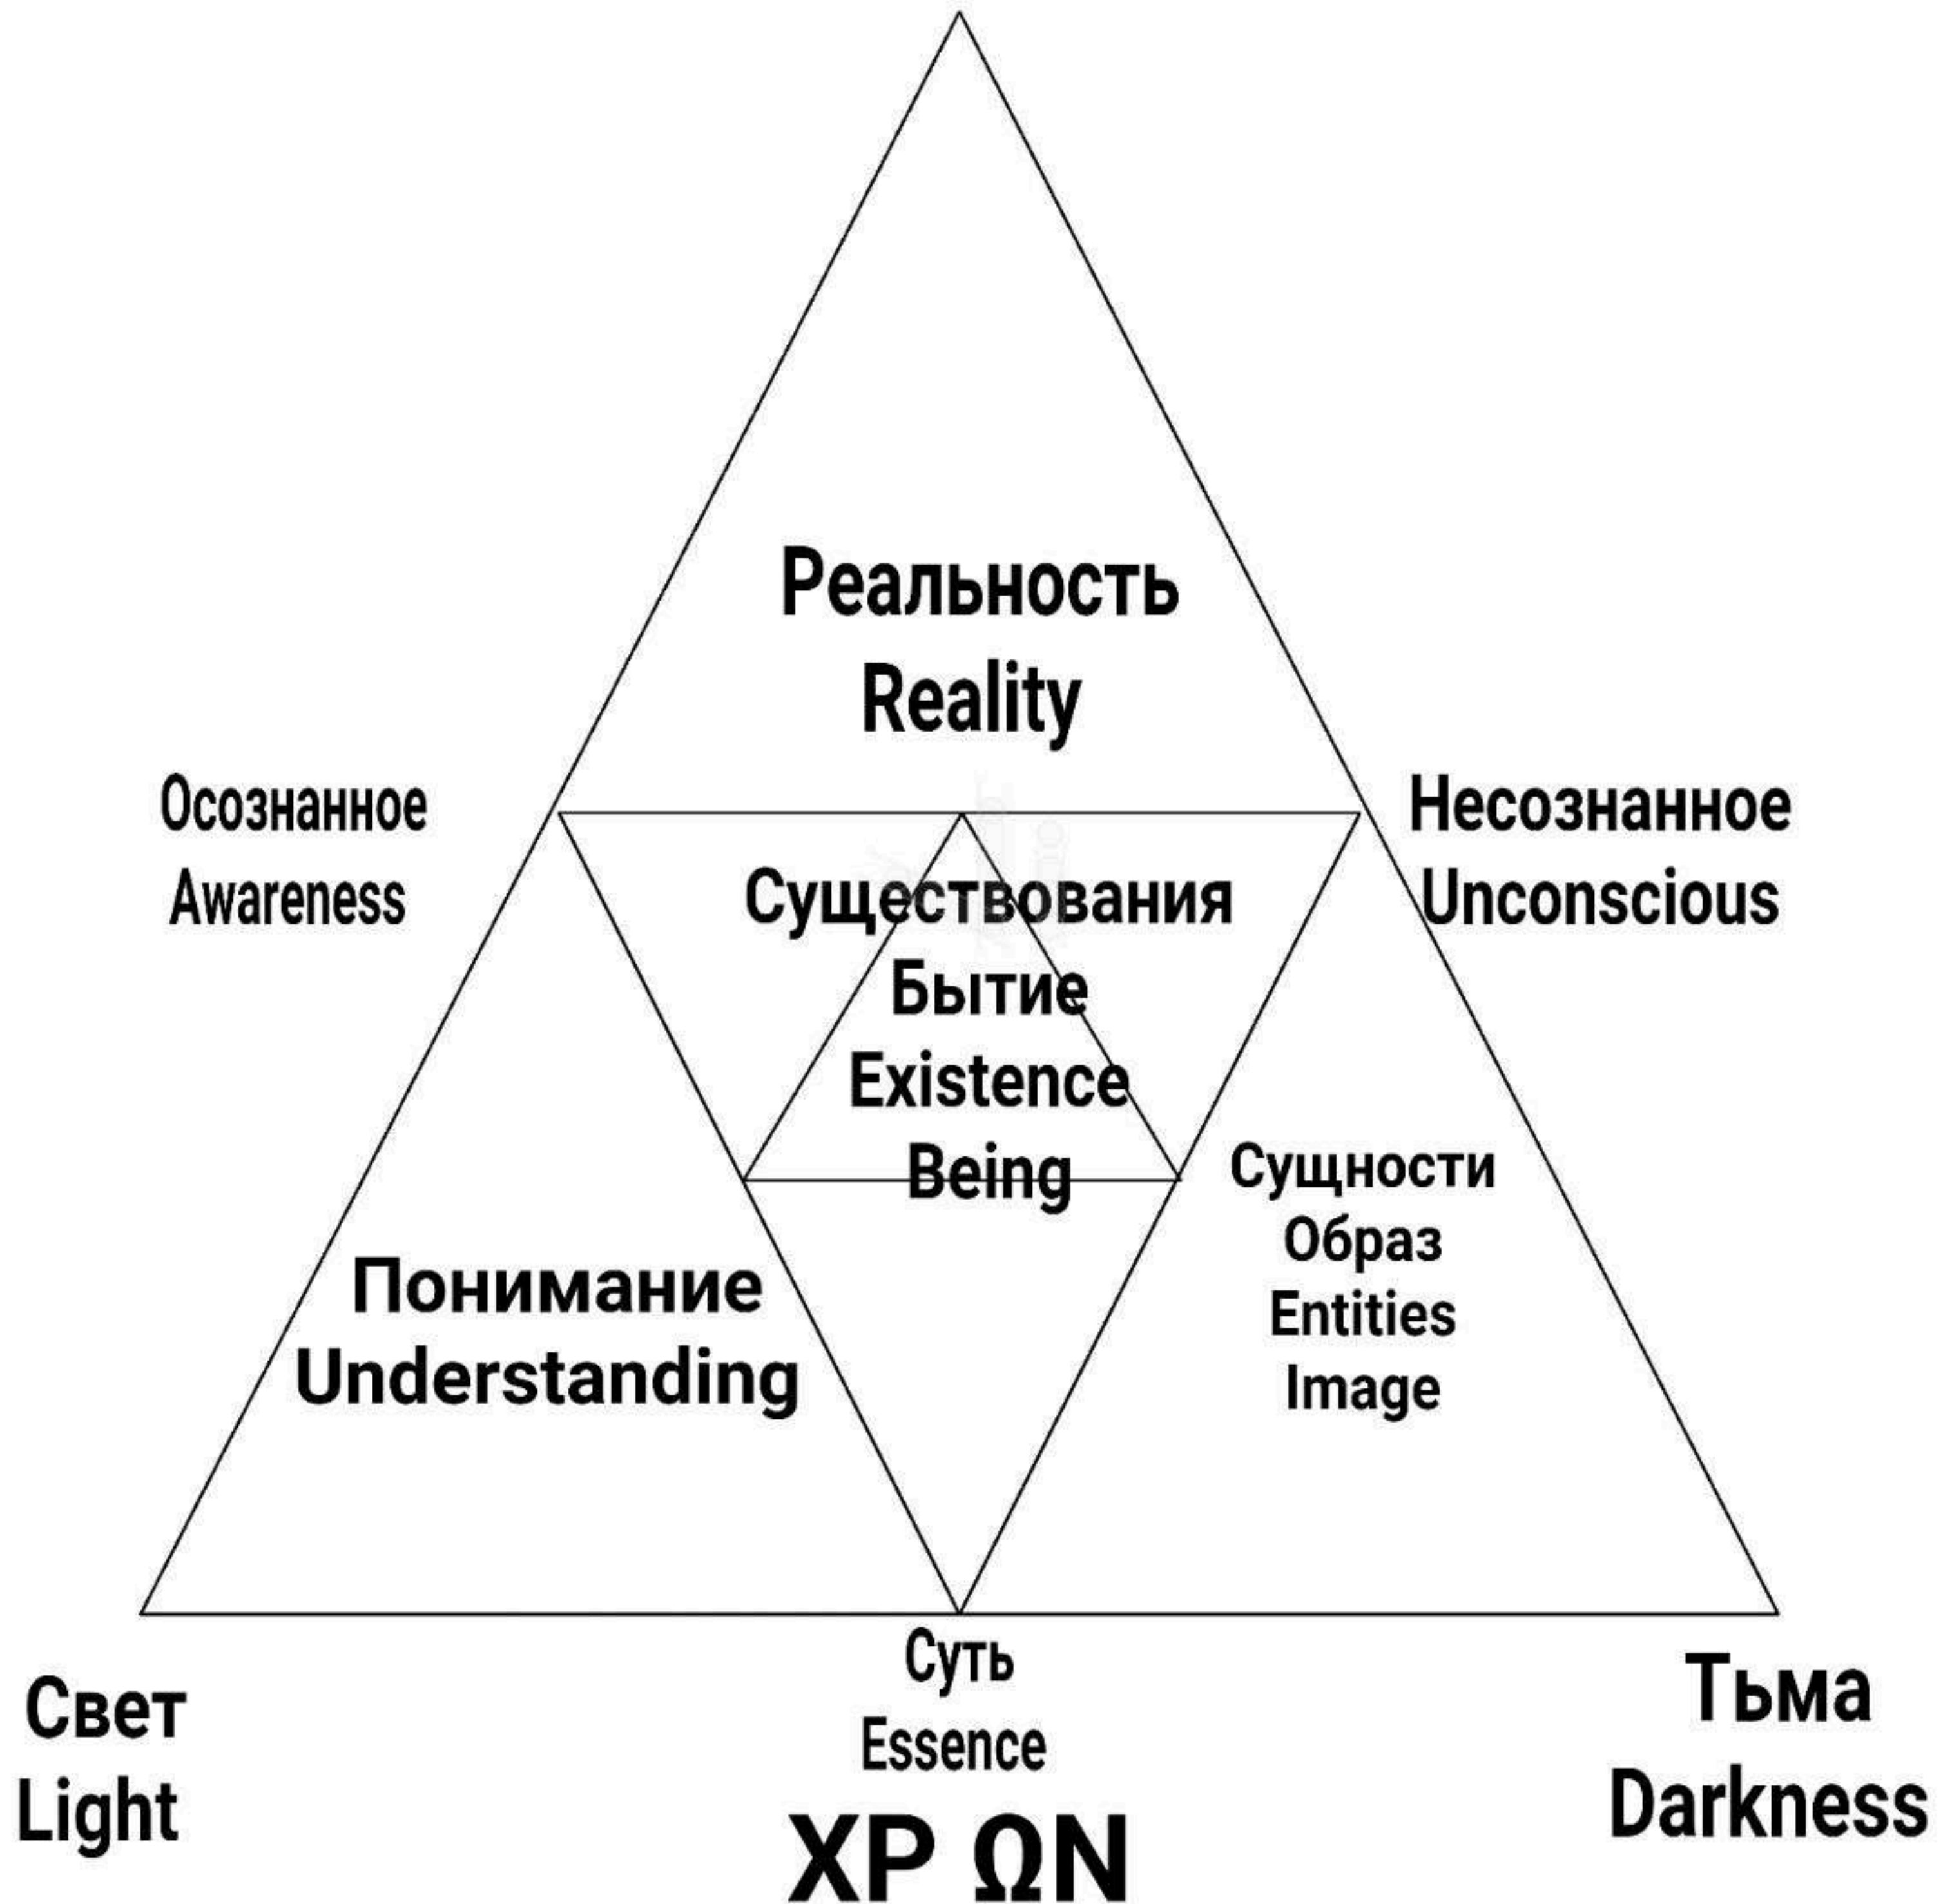 Реальность
Reality
Осознанное
Awareness
Несознанное
Unconscious
Существования
Бытие
Existence
Being
Понимание
Understanding
Сущности
Образ
Entities
Image
Свет
Light
Суть
Essence
ΧΡ ΩΝ
Тьма
Darkness